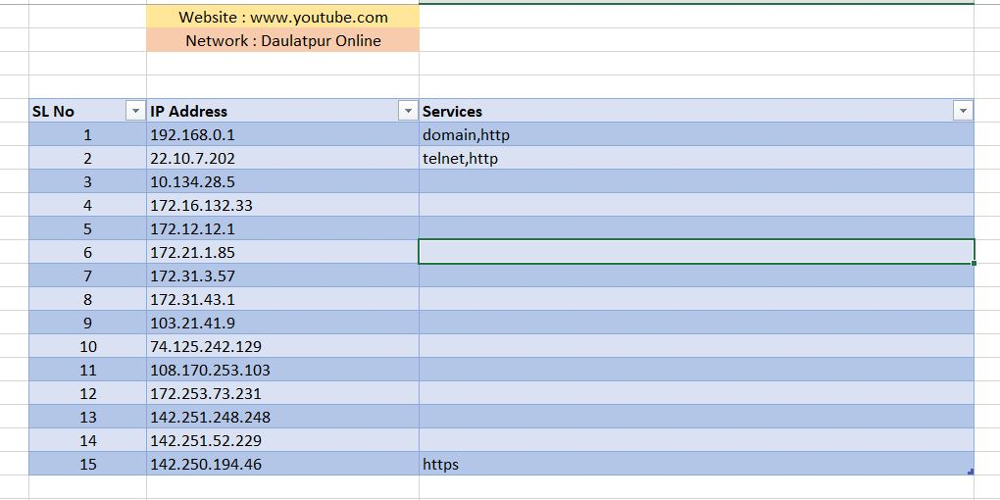 Website : www.youtube.com
Network : Daulatpur Online
SL No IP Address Services
1 192.168.0.1 domain,http
2 22.10.7.202 telnet,http
3 10.134.28.5
4 172.16.132.33
5 172.12.12.1
6 172.21.1.85
7 172.31.3.57
8 172.31.43.1
9 103.21.41.9
10 74.125.242.129
11 108.170.253.103
12 172.253.73.231
13 142.251.248.248
14 142.251.52.229
15 142.250.194.46 https